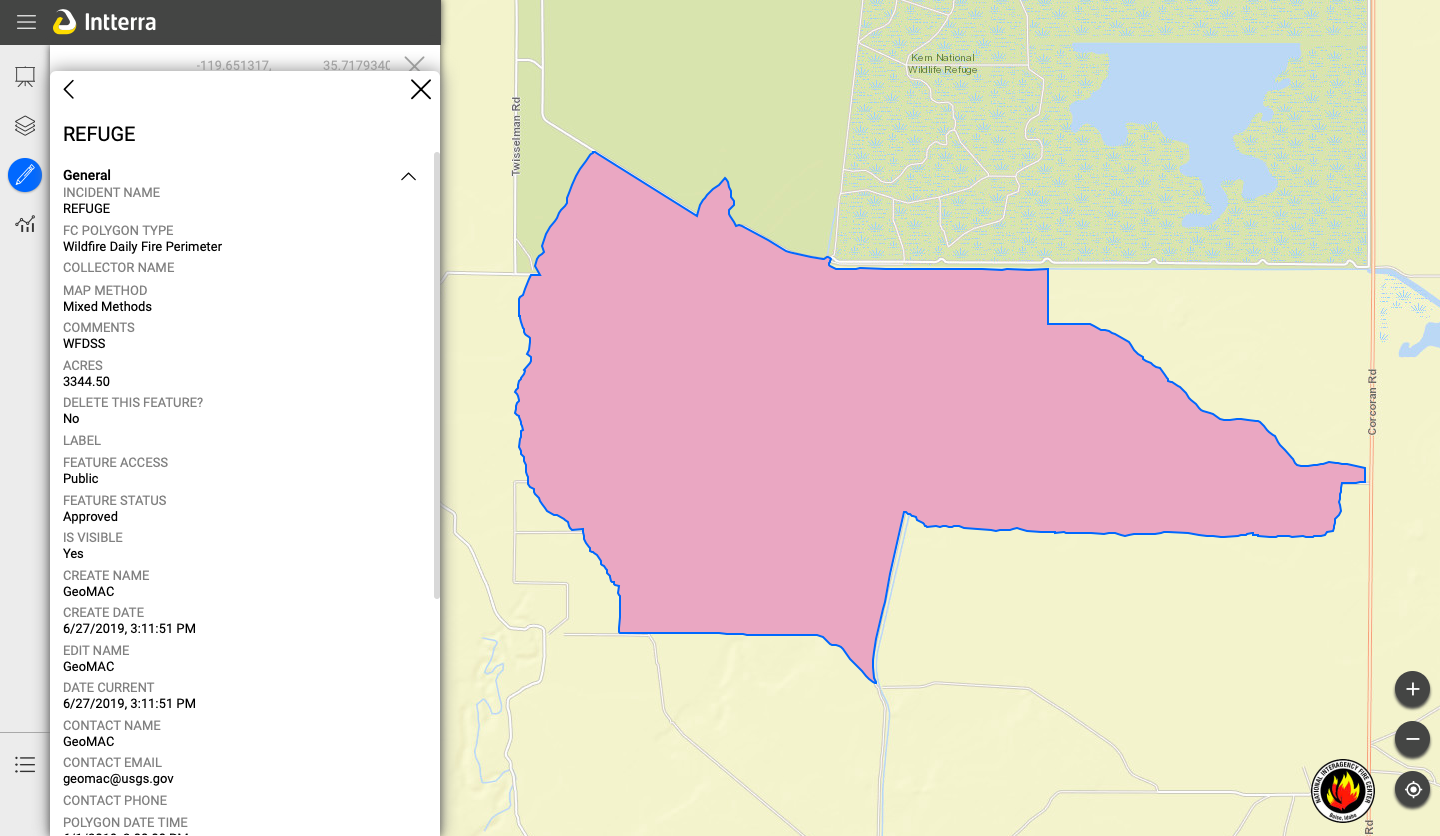 Intterra
-119.651317,
35.717934
REFUGE
General
INCIDENT NAME
REFUGE
FC POLYGON TYPE
Wildfire Daily Fire Perimeter
COLLECTOR NAME
MAP METHOD
Mixed Methods
COMMENTS
WFDSS
ACRES
3344.50
DELETE THIS FEATURE?
No
LABEL
FEATURE ACCESS
Public
FEATURE STATUS
Approved
IS VISIBLE
Yes
CREATE NAME
GeoMAC
CREATE DATE
6/27/2019, 3:11:51 PM
EDIT NAME
GeoMAC
DATE CURRENT
6/27/2019, 3:11:51 PM
CONTACT NAME
GeoMAC
CONTACT EMAIL
geomac@usgs.gov
CONTACT PHONE
POLYGON DATE TIME
Kern National
Wildlife Refuge
Twisselman Rd
Corcoran Rd
Rd
NATIONAL INTERAGENCY FIRE CENTER
Boise, Idaho